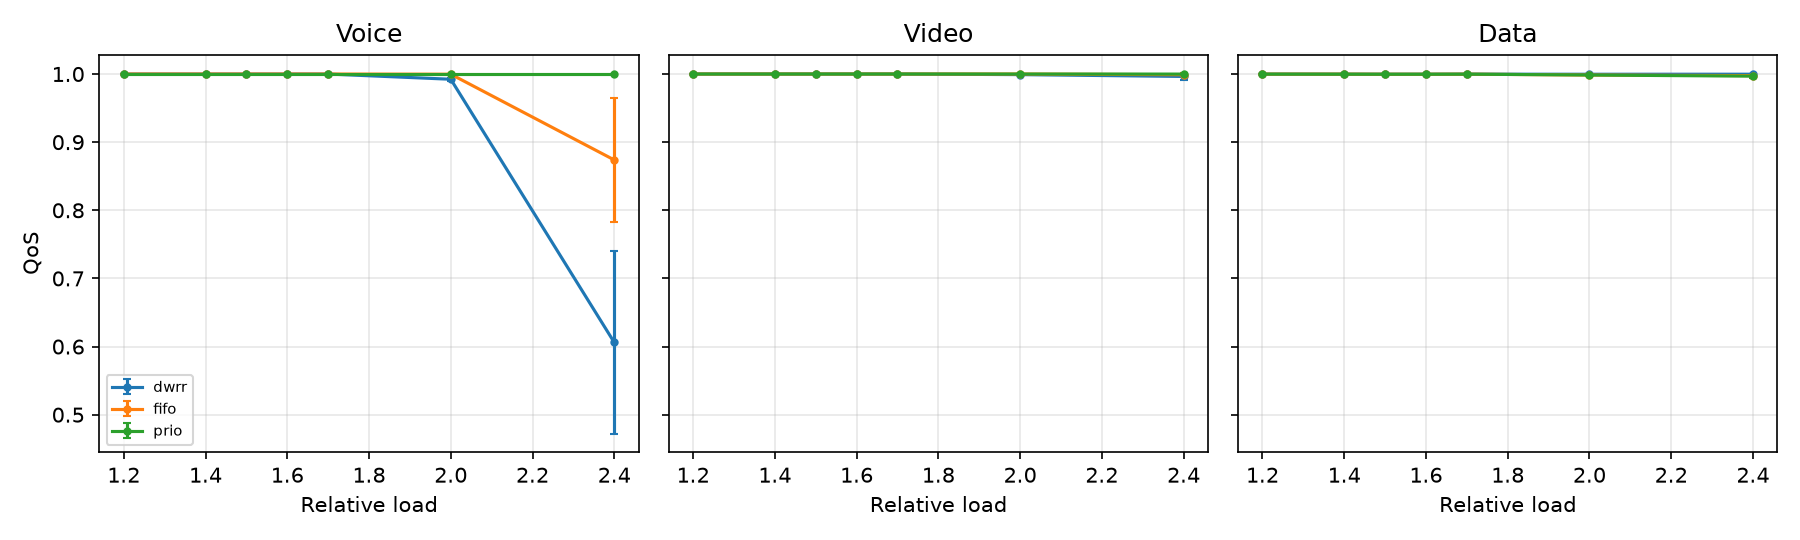 Voice
Video
Data
QoS
1.0
0.9
0.8
0.7
0.6
0.5
dwrr
fifo
prio
1.2 1.4 1.6 1.8 2.0 2.2 2.4
1.2 1.4 1.6 1.8 2.0 2.2 2.4
1.2 1.4 1.6 1.8 2.0 2.2 2.4
Relative load
Relative load
Relative load